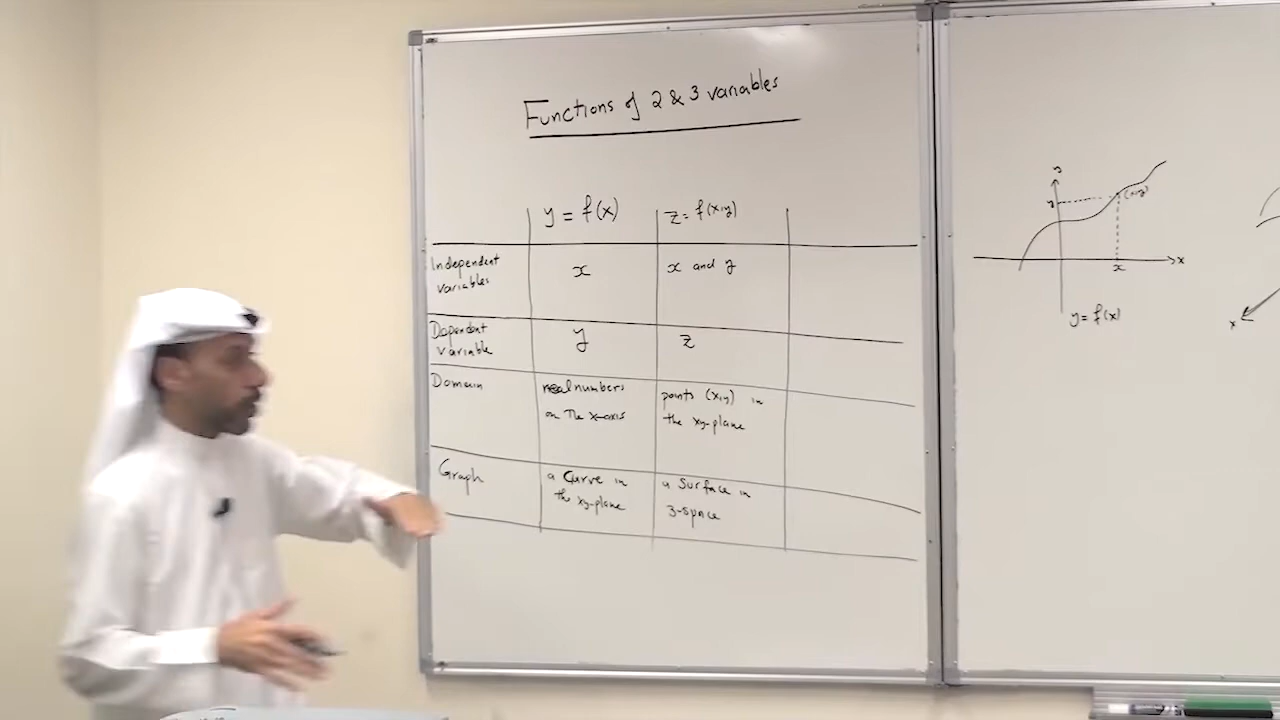 Functions of 2 & 3 variables
y = f(x)
z = f(x,y)
Independent
variables
x
x and y
Dependent
variable
y
z
Domain
real numbers
on the x-axis
points (x,y) in
the xy-plane
Graph
a Curve in
the xy-plane
a Surface in
3-space
y
y
(x,y)
x
x
y = f(x)
x